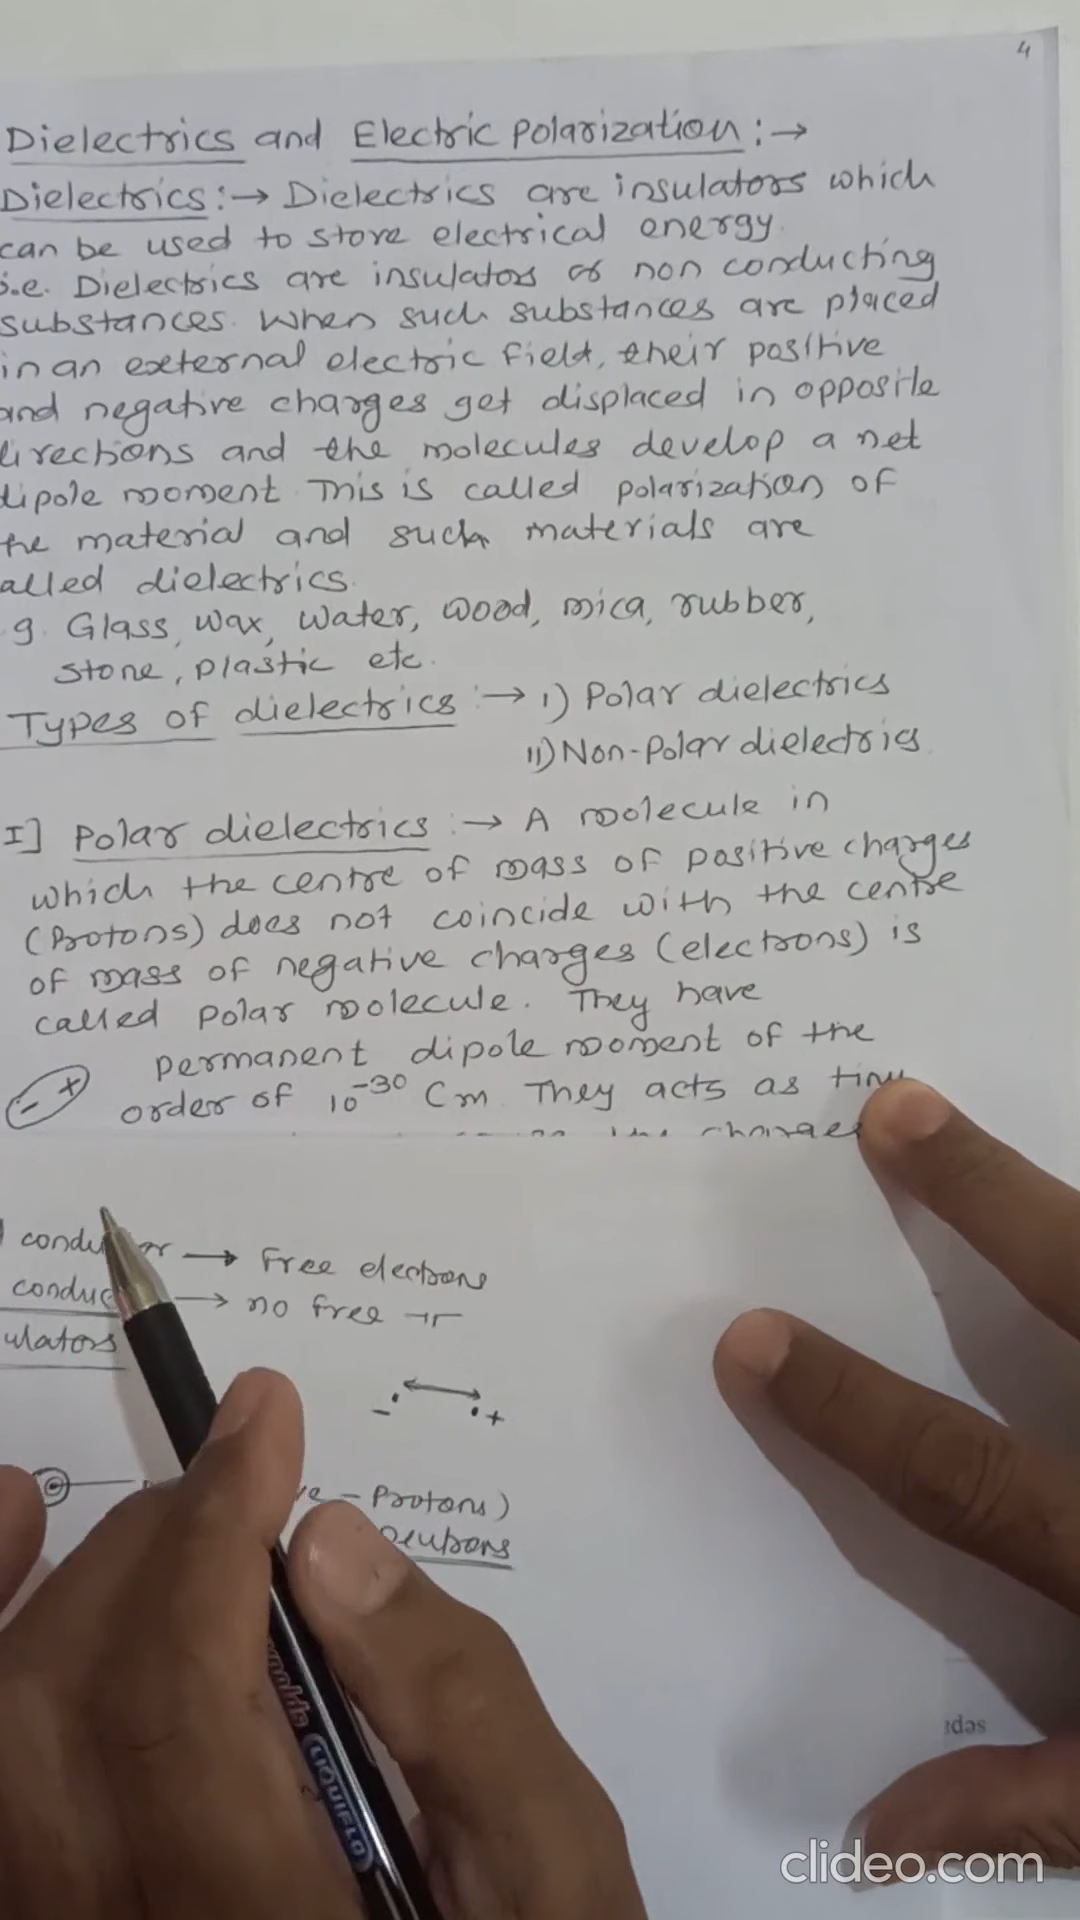 4
Dielectrics and Electric Polarization:→
Dielectrics:→ Dielectrics are insulators which
can be used to store electrical energy.
i.e. Dielectrics are insulators or non conducting
substances. When such substances are placed
in an external electric field, their positive
and negative charges get displaced in opposite
irections and the molecules develop a net
dipole moment. This is called polarization of
the material and such materials are
alled dielectrics.
g. Glass, wax, water, wood, mica, rubber,
stone, plastic etc.
Types of dielectrics :→ i) Polar dielectrics
ii) Non-Polar dielectrics
I] Polar dielectrics :→ A molecule in
which the centre of mass of positive charges
(Protons) does not coincide with the centre
of mass of negative charges (electrons) is
called polar molecule. They have
permanent dipole moment of the
- +
order of 10⁻³⁰ Cm. They acts as tiny
the charges
→ Free electrons
→ no free
ulators
- +
- Protons)
LIQUIFLO
clideo.com